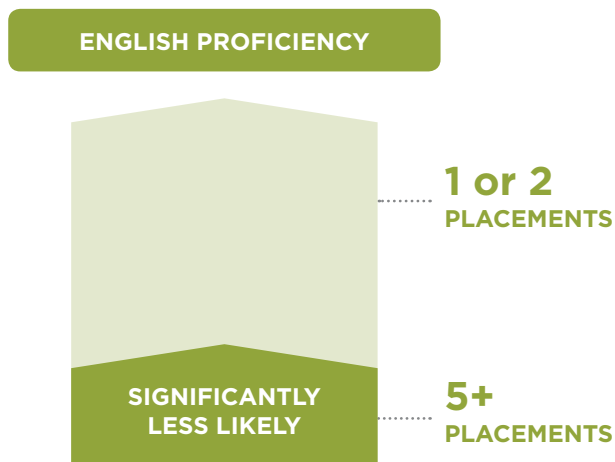 ENGLISH PROFICIENCY
1 or 2
PLACEMENTS
SIGNIFICANTLY
LESS LIKELY
5+
PLACEMENTS